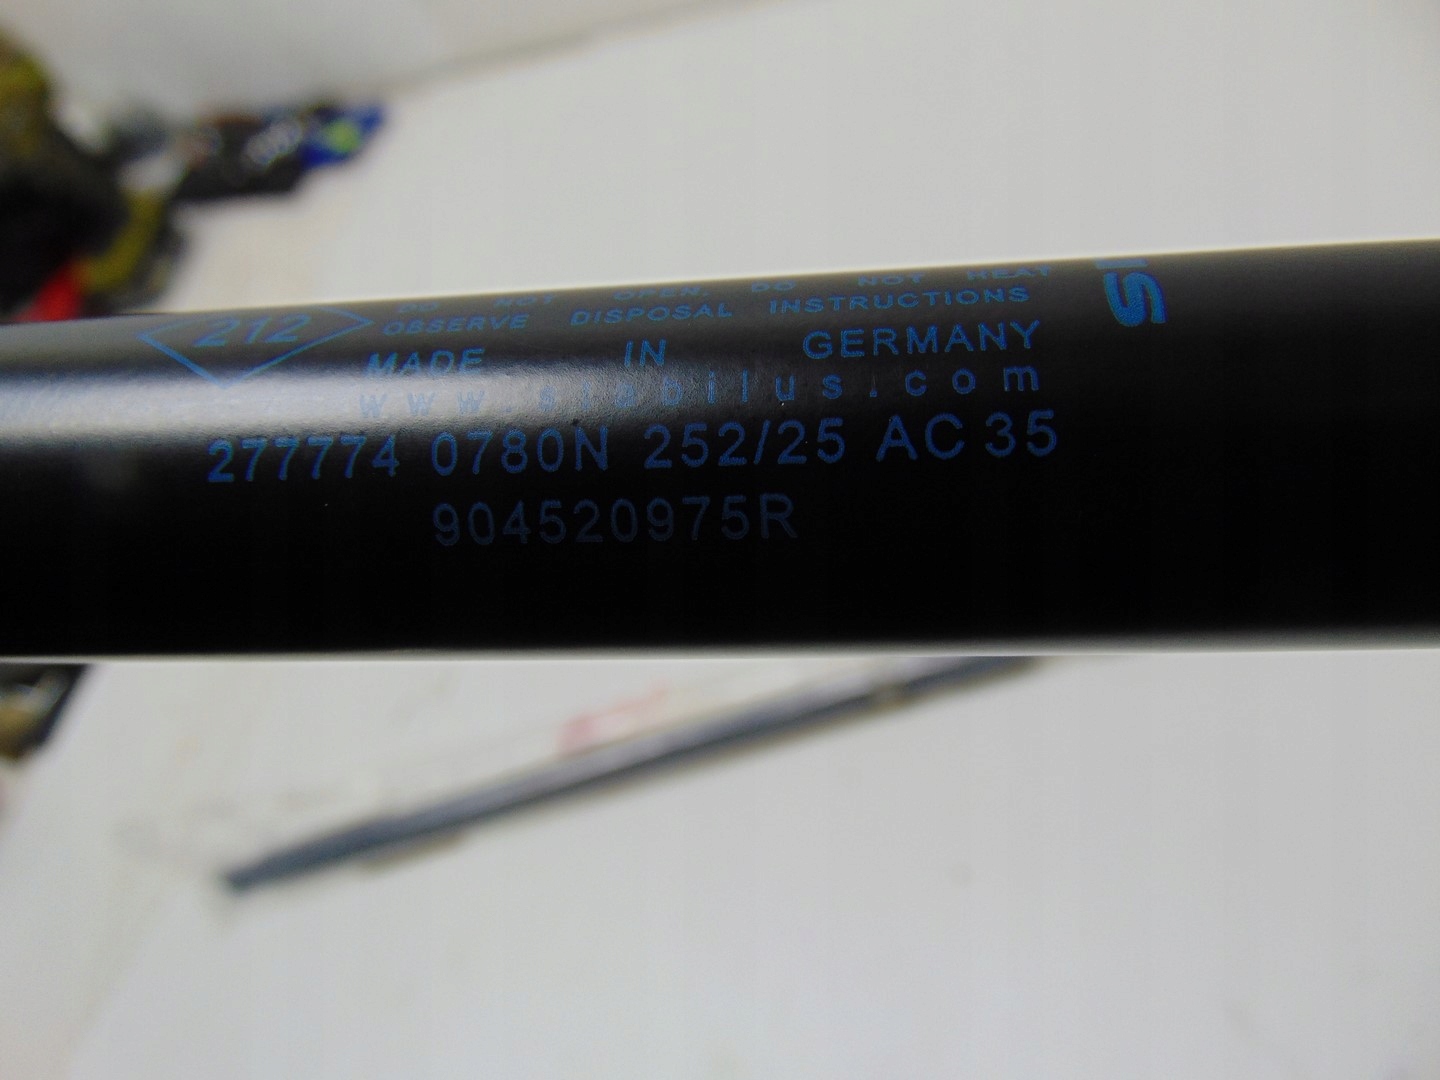 212
DO NOT OPEN. DO NOT HEAT
OBSERVE DISPOSAL INSTRUCTIONS
MADE IN GERMANY
www.stabilus.com
277774 0780N 252/25 AC 35
904520975R